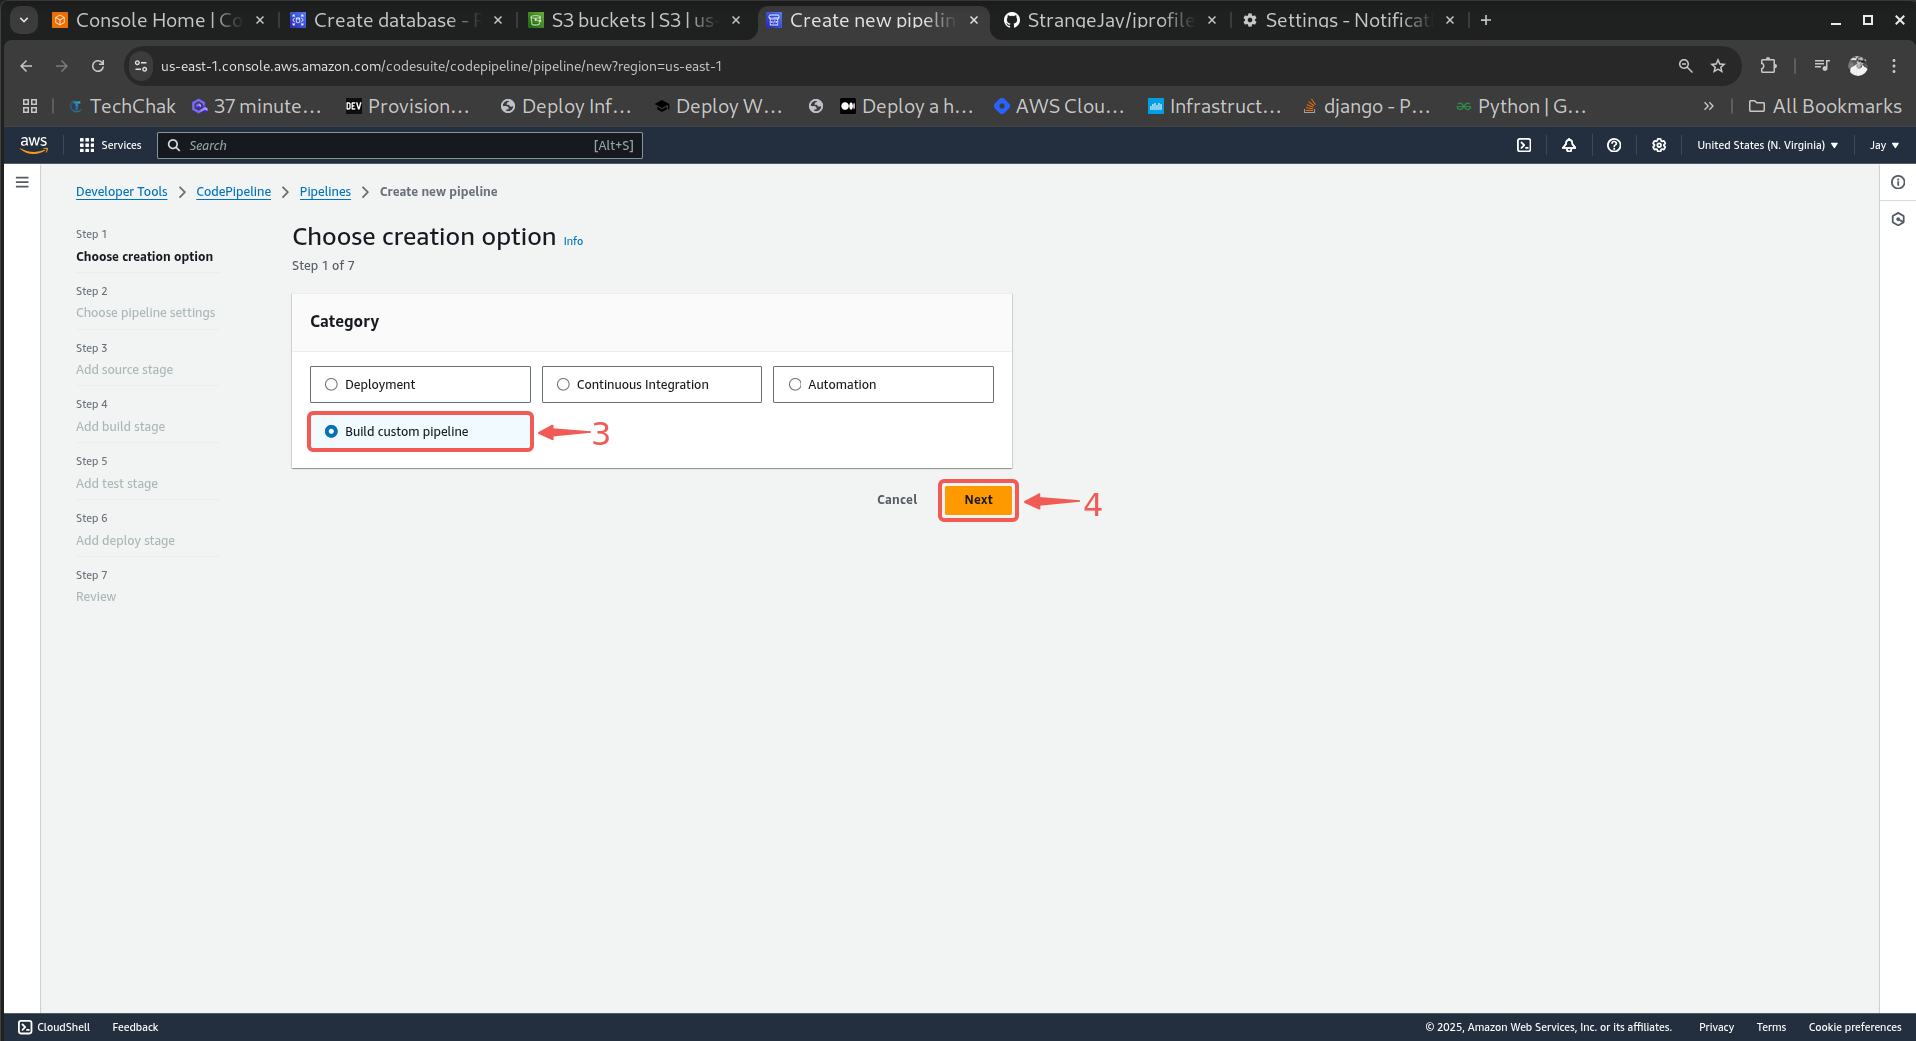 Console Home | Co
Create database - R
S3 buckets | S3 | us-
Create new pipelin
StrangeJay/jprofile
Settings - Notificat
us-east-1.console.aws.amazon.com/codesuite/codepipeline/pipeline/new?region=us-east-1
TechChak
37 minute...
DEV Provision...
Deploy Inf...
Deploy W...
Deploy a h...
AWS Clou...
Infrastruct...
django - P...
Python | G...
»
All Bookmarks
aws
Services
Search
[Alt+S]
United States (N. Virginia)
Jay
Developer Tools > CodePipeline > Pipelines > Create new pipeline
Step 1
Choose creation option
Step 2
Choose pipeline settings
Step 3
Add source stage
Step 4
Add build stage
Step 5
Add test stage
Step 6
Add deploy stage
Step 7
Review
Choose creation option Info
Step 1 of 7
Category
Deployment
Continuous Integration
Automation
Build custom pipeline
3
Cancel
Next
4
CloudShell
Feedback
© 2025, Amazon Web Services, Inc. or its affiliates.
Privacy
Terms
Cookie preferences